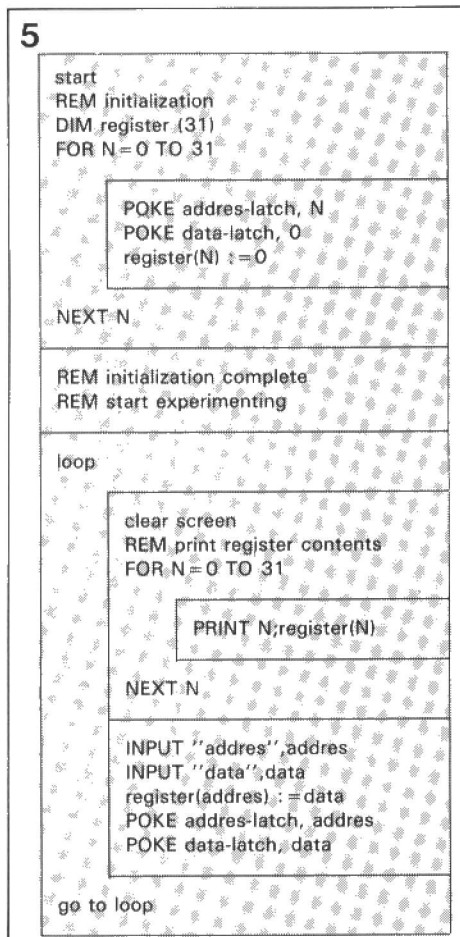 5
start
REM initialization
DIM register (31)
FOR N=0 TO 31
POKE addres-latch, N
POKE data-latch, 0
register(N) :=0
NEXT N
REM initialization complete
REM start experimenting
loop
clear screen
REM print register contents
FOR N=0 TO 31
PRINT N;register(N)
NEXT N
INPUT ''addres'',addres
INPUT ''data'',data
register(addres) :=data
POKE addres-latch, addres
POKE data-latch, data
go to loop